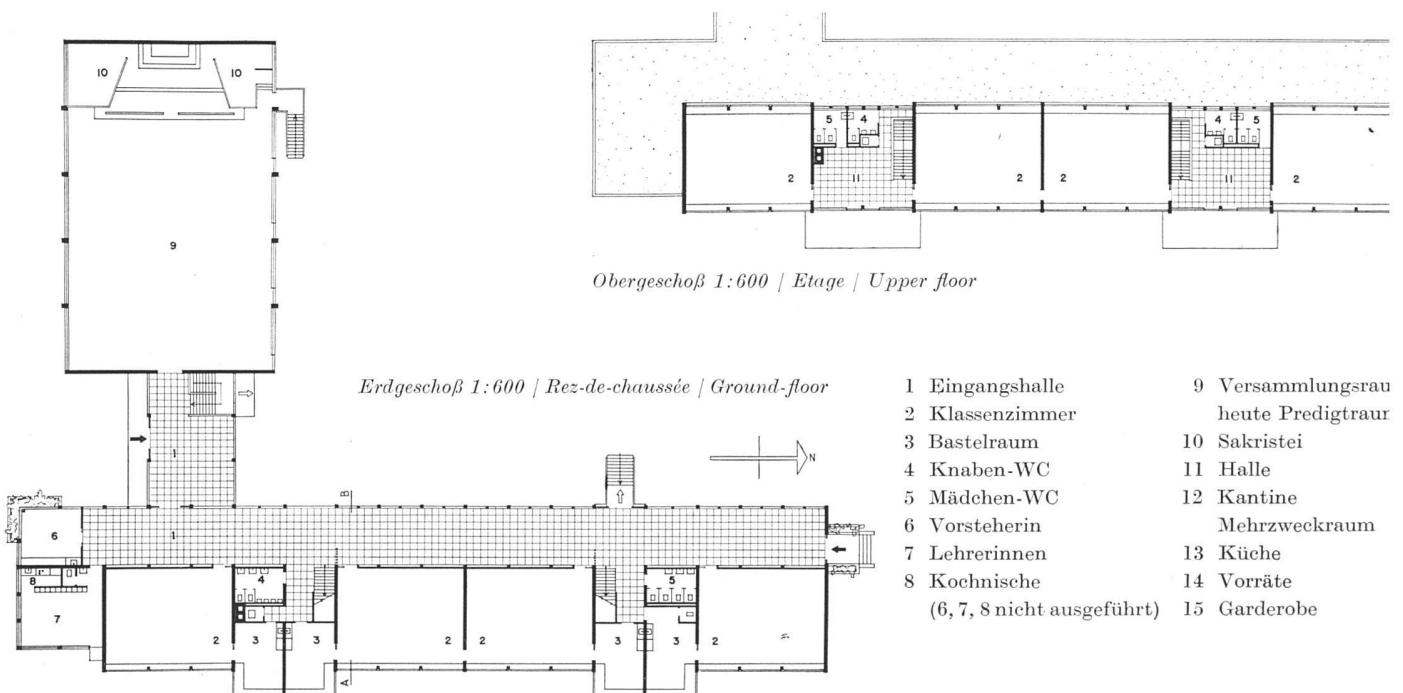 10
10
5
4
4
5
2
11
2
2
11
2
9
Obergeschoß 1:600 | Etage | Upper floor
Erdgeschoß 1:600 | Rez-de-chaussée | Ground-floor
1 Eingangshalle
2 Klassenzimmer
3 Bastelraum
4 Knaben-WC
5 Mädchen-WC
6 Vorsteherin
7 Lehrerinnen
8 Kochnische
(6, 7, 8 nicht ausgeführt)
9 Versammlungsrau
heute Predigtraum
10 Sakristei
11 Halle
12 Kantine
Mehrzweckraum
13 Küche
14 Vorräte
15 Garderobe
1
N
B
6
1
8
4
5
7
2
3
3
2
2
3
3
2
A